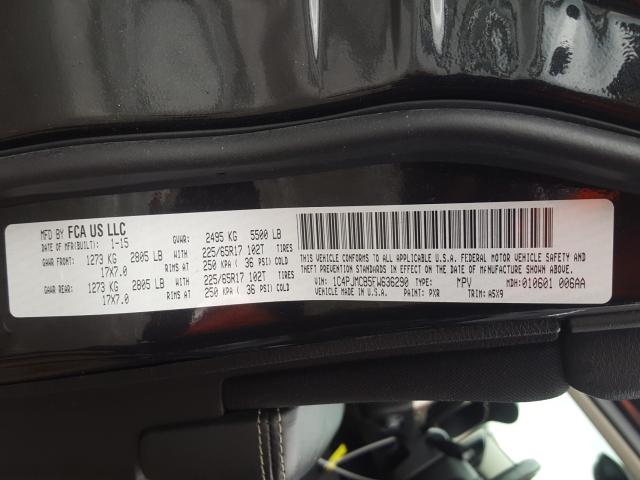 MFD BY FCA US LLC
DATE OF MFR(BUILT): 1-15 GVWR: 2495 KG 5500 LB
GAWR FRONT: 1273 KG 2805 LB WITH 225/65R17 102T TIRES
17X7.0 RIMS AT 250 KPA ( 36 PSI) COLD
GAWR REAR: 1273 KG 2805 LB WITH 225/65R17 102T TIRES
17X7.0 RIMS AT 250 KPA ( 36 PSI) COLD
THIS VEHICLE CONFORMS TO ALL APPLICABLE U.S.A. FEDERAL MOTOR VEHICLE SAFETY AND
THEFT PREVENTION STANDARDS IN EFFECT ON THE DATE OF MANUFACTURE SHOWN ABOVE.
VIN: 1C4PJMCB5FW636290 MPV MDH: 010601 006AA
VEHICLE MADE IN U.S.A. PAINT: PXR TRIM: A5X9